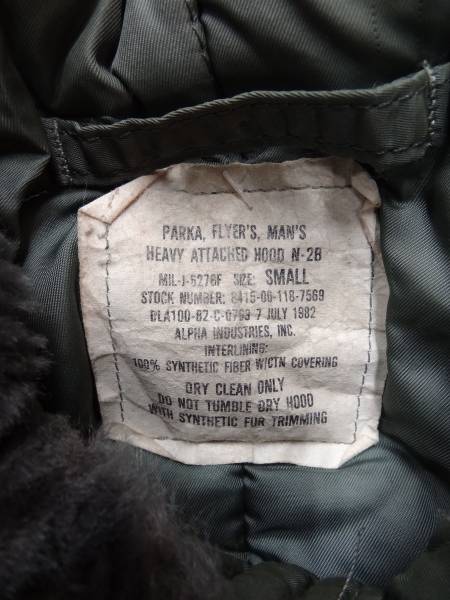 PARKA, FLYER'S, MAN'S
HEAVY ATTACHED HOOD N-2B
MIL-J-6278F SIZE: SMALL
STOCK NUMBER: 8415-00-118-7569
DLA100-82-C-0793 7 JULY 1982
ALPHA INDUSTRIES, INC.
INTERLINING:
100% SYNTHETIC FIBER W/CTN COVERING
DRY CLEAN ONLY
DO NOT TUMBLE DRY HOOD
WITH SYNTHETIC FUR TRIMMING